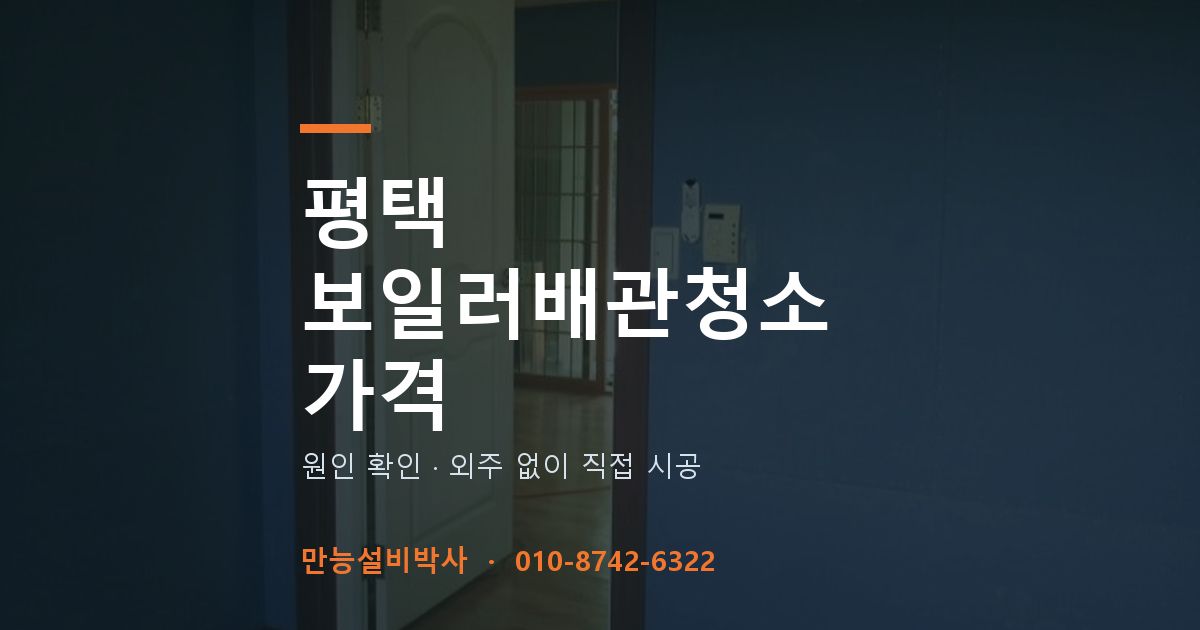 평택
보일러배관청소
가격
원인 확인 · 외주 없이 직접 시공
만능설비박사 · 010-8742-6322